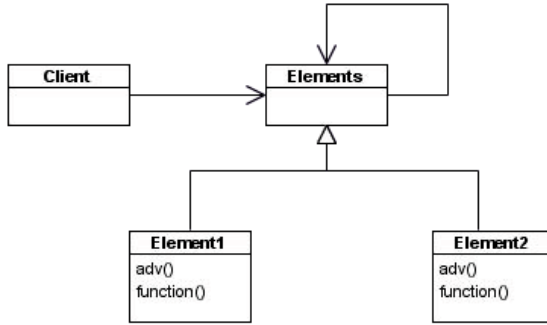 Client
Elements
Element1
adv()
function()
Element2
adv()
function()